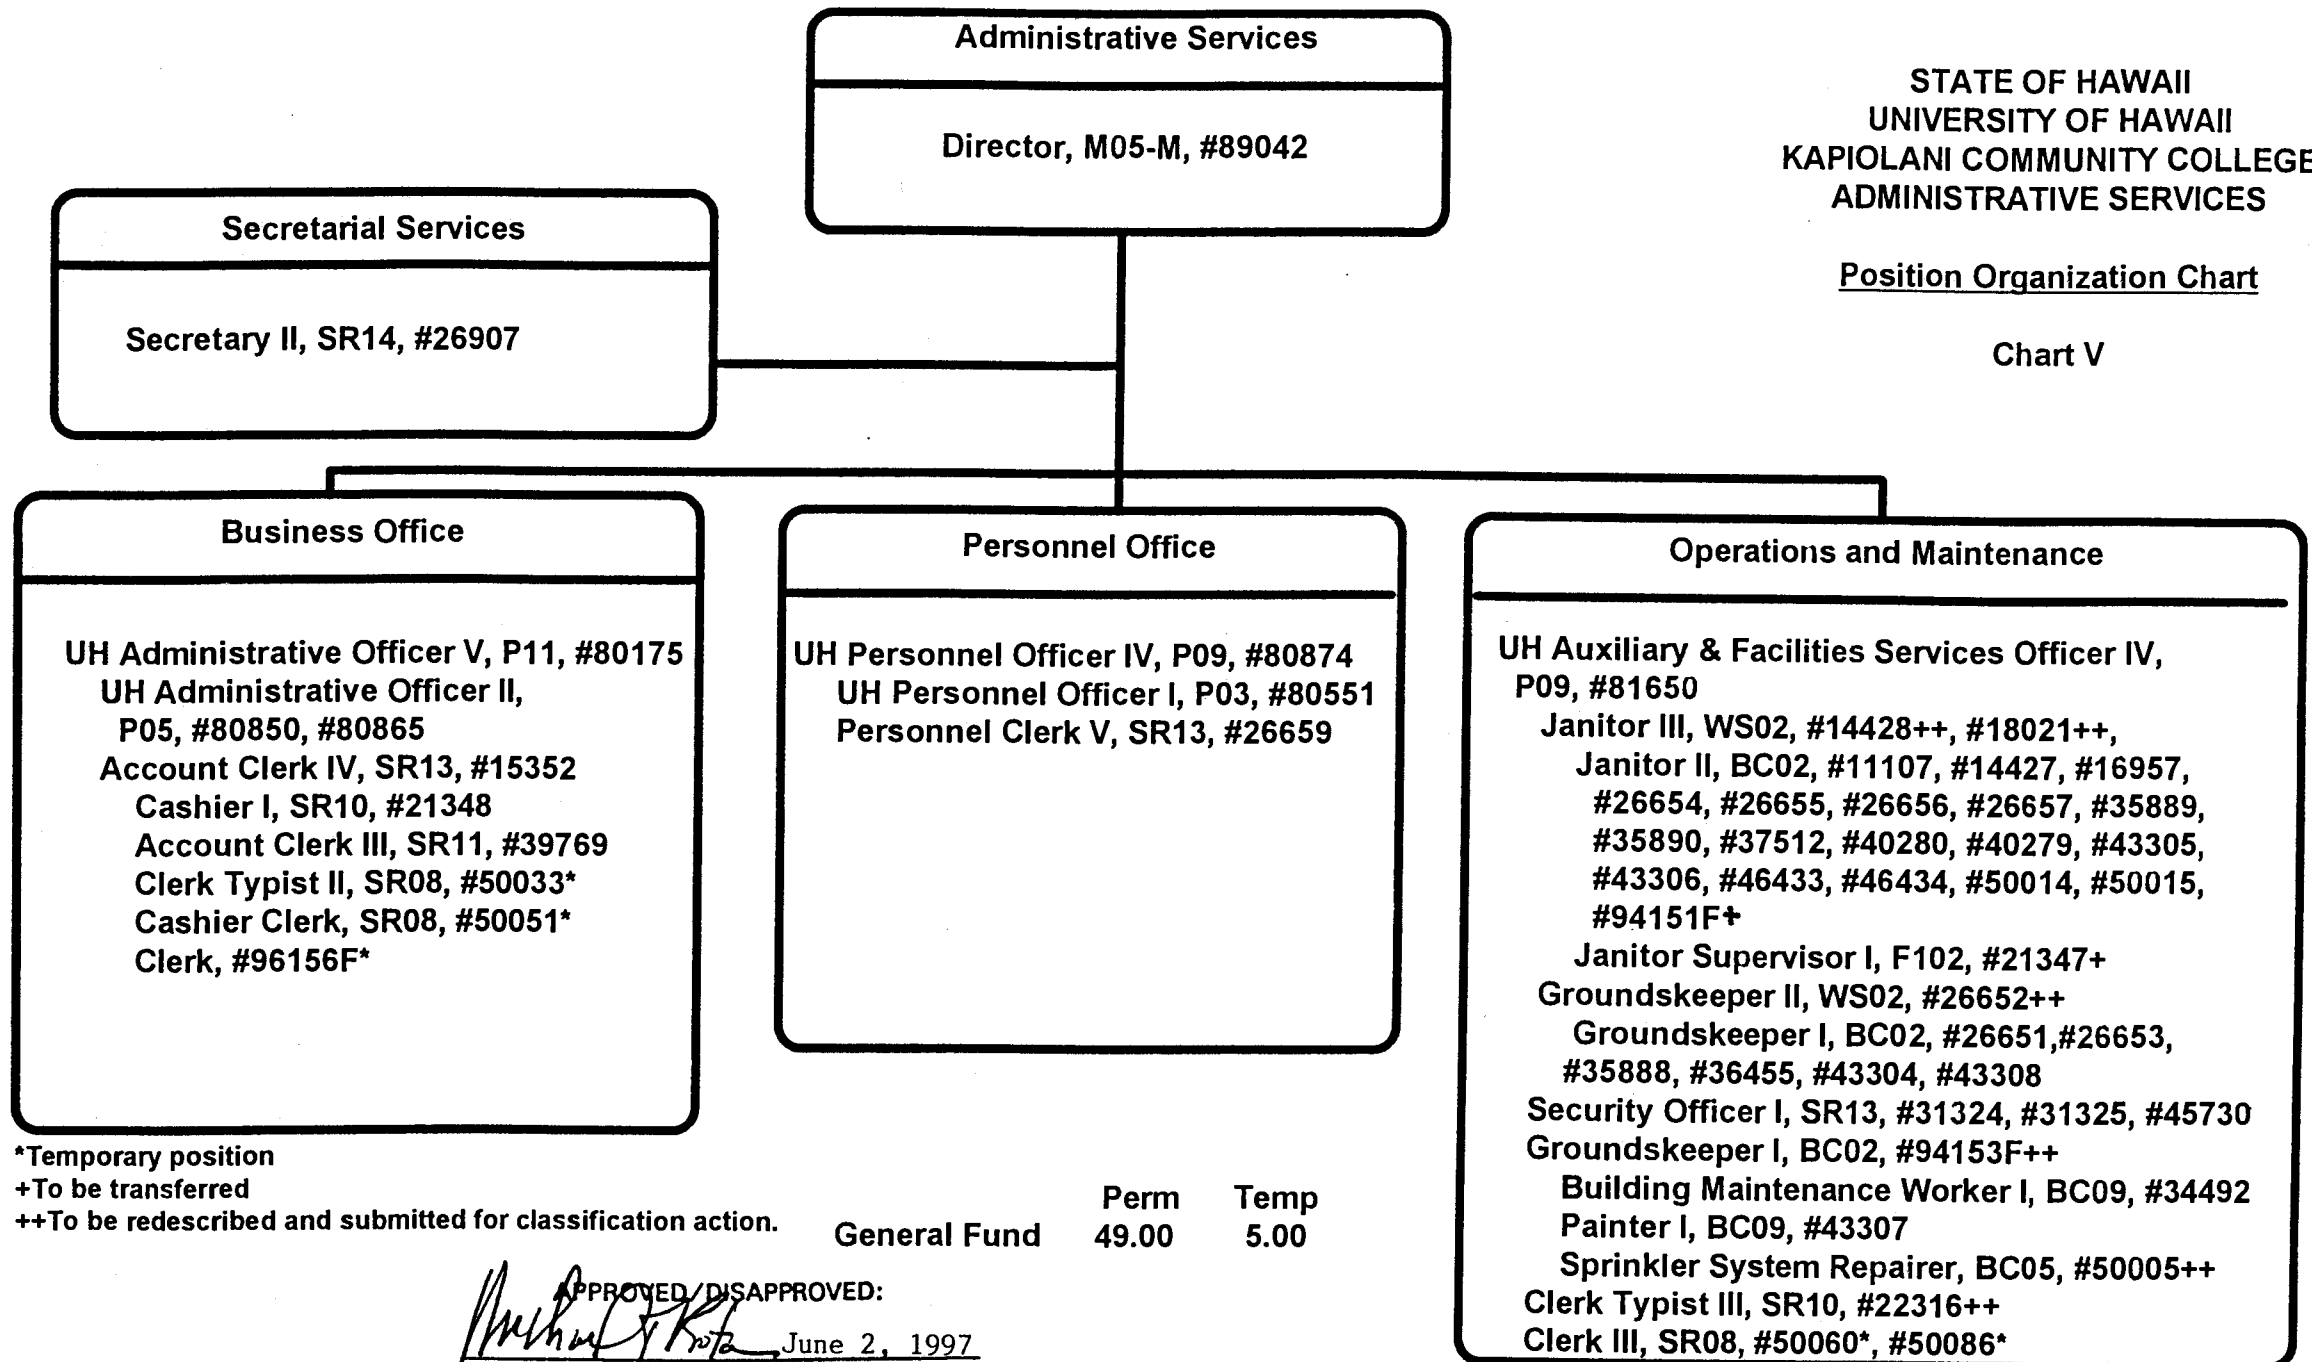 Administrative Services
Director, M05-M, #89042
STATE OF HAWAII
UNIVERSITY OF HAWAII
KAPIOLANI COMMUNITY COLLEGE
ADMINISTRATIVE SERVICES
Position Organization Chart
Chart V
Secretarial Services
Secretary II, SR14, #26907
Business Office
UH Administrative Officer V, P11, #80175
UH Administrative Officer II,
P05, #80850, #80865
Account Clerk IV, SR13, #15352
Cashier I, SR10, #21348
Account Clerk III, SR11, #39769
Clerk Typist II, SR08, #50033*
Cashier Clerk, SR08, #50051*
Clerk, #96156F*
Personnel Office
UH Personnel Officer IV, P09, #80874
UH Personnel Officer I, P03, #80551
Personnel Clerk V, SR13, #26659
Operations and Maintenance
UH Auxiliary & Facilities Services Officer IV,
P09, #81650
Janitor III, WS02, #14428++, #18021++,
Janitor II, BC02, #11107, #14427, #16957,
#26654, #26655, #26656, #26657, #35889,
#35890, #37512, #40280, #40279, #43305,
#43306, #46433, #46434, #50014, #50015,
#94151F+
Janitor Supervisor I, F102, #21347+
Groundskeeper II, WS02, #26652++
Groundskeeper I, BC02, #26651,#26653,
#35888, #36455, #43304, #43308
Security Officer I, SR13, #31324, #31325, #45730
Groundskeeper I, BC02, #94153F++
Building Maintenance Worker I, BC09, #34492
Painter I, BC09, #43307
Sprinkler System Repairer, BC05, #50005++
Clerk Typist III, SR10, #22316++
Clerk III, SR08, #50060*, #50086*
*Temporary position
+To be transferred
++To be redescribed and submitted for classification action.
Perm Temp
General Fund 49.00 5.00
APPROVED/DISAPPROVED:
June 2, 1997